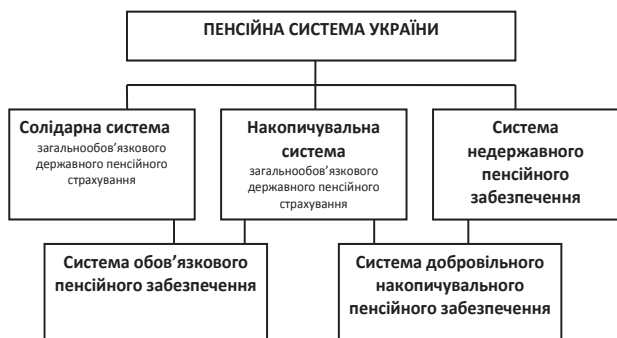 ПЕНСІЙНА СИСТЕМА УКРАЇНИ
Солідарна система
загальнообов’язкового
державного пенсійного
страхування
Накопичувальна
система
загальнообов’язкового
державного пенсійного
страхування
Система
недержавного
пенсійного
забезпечення
Система обов’язкового
пенсійного забезпечення
Система добровільного
накопичувального
пенсійного забезпечення